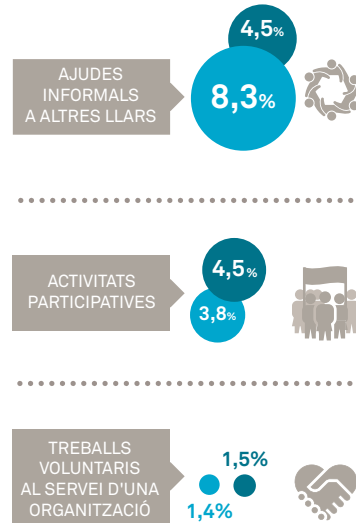 4,5%
AJUDES
INFORMALS
A ALTRES LLARS
8,3%
4,5%
ACTIVITATS
PARTICIPATIVES
3,8%
TREBALLS
VOLUNTARIS
AL SERVEI D'UNA
ORGANITZACIÓ
1,5%
1,4%